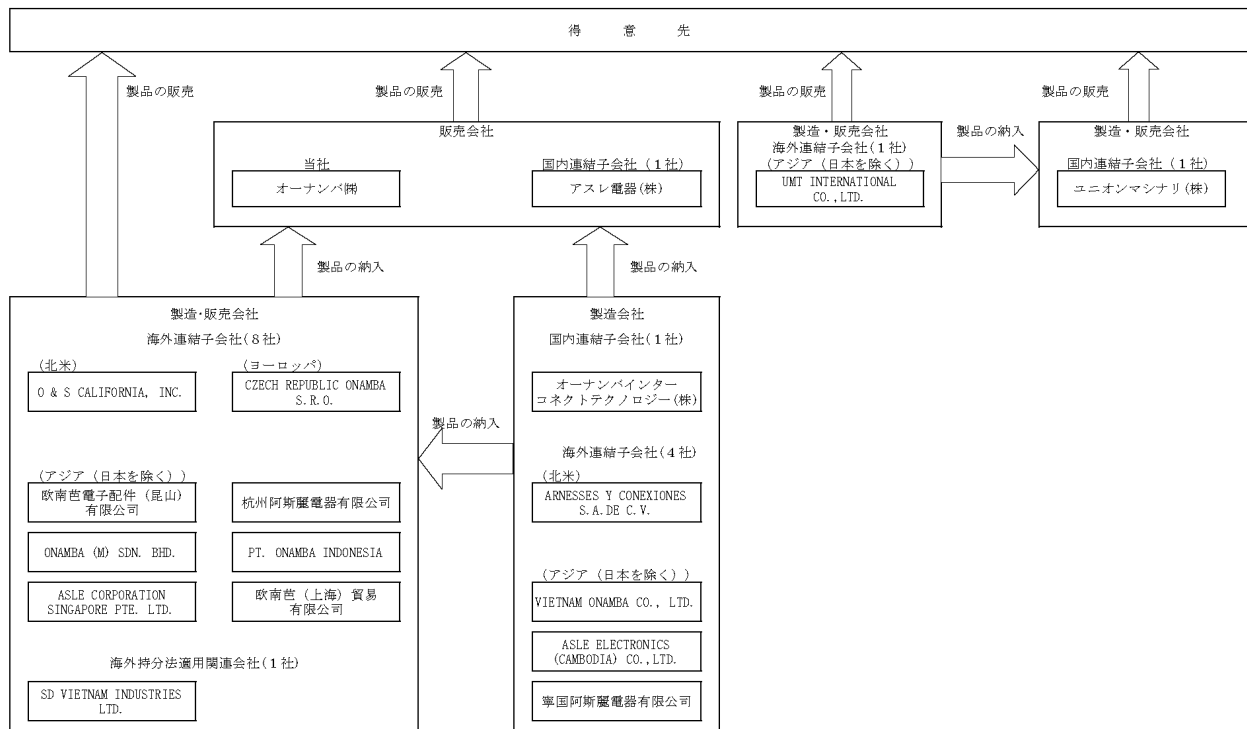 得　意　先
製品の販売
製品の販売
製品の販売
製品の販売
販売会社
当社
オーナンバ㈱
国内連結子会社（1社）
アスレ電器(株)
製造・販売会社
海外連結子会社(1社)
(アジア（日本を除く）)
UMT INTERNATIONAL
CO.,LTD.
製品の納入
製造・販売会社
国内連結子会社（1社）
ユニオンマシナリ(株)
製品の納入
製品の納入
製造・販売会社
海外連結子会社(8社)
(北米)
O & S CALIFORNIA, INC.
(ヨーロッパ)
CZECH REPUBLIC ONAMBA
S.R.O.
(アジア（日本を除く）)
欧南芭電子配件（昆山）
有限公司
杭州阿斯麗電器有限公司
ONAMBA (M) SDN. BHD.
PT. ONAMBA INDONESIA
ASLE CORPORATION
SINGAPORE PTE. LTD.
欧南芭（上海）貿易
有限公司
海外持分法適用関連会社(1社)
SD VIETNAM INDUSTRIES
LTD.
製品の納入
製造会社
国内連結子会社(1社)
オーナンバインター
コネクトテクノロジー(株)
海外連結子会社(4社)
(北米)
ARNESSES Y CONEXIONES
S.A.DE C.V.
(アジア（日本を除く）)
VIETNAM ONAMBA CO., LTD.
ASLE ELECTRONICS
(CAMBODIA) CO.,LTD.
寧国阿斯麗電器有限公司